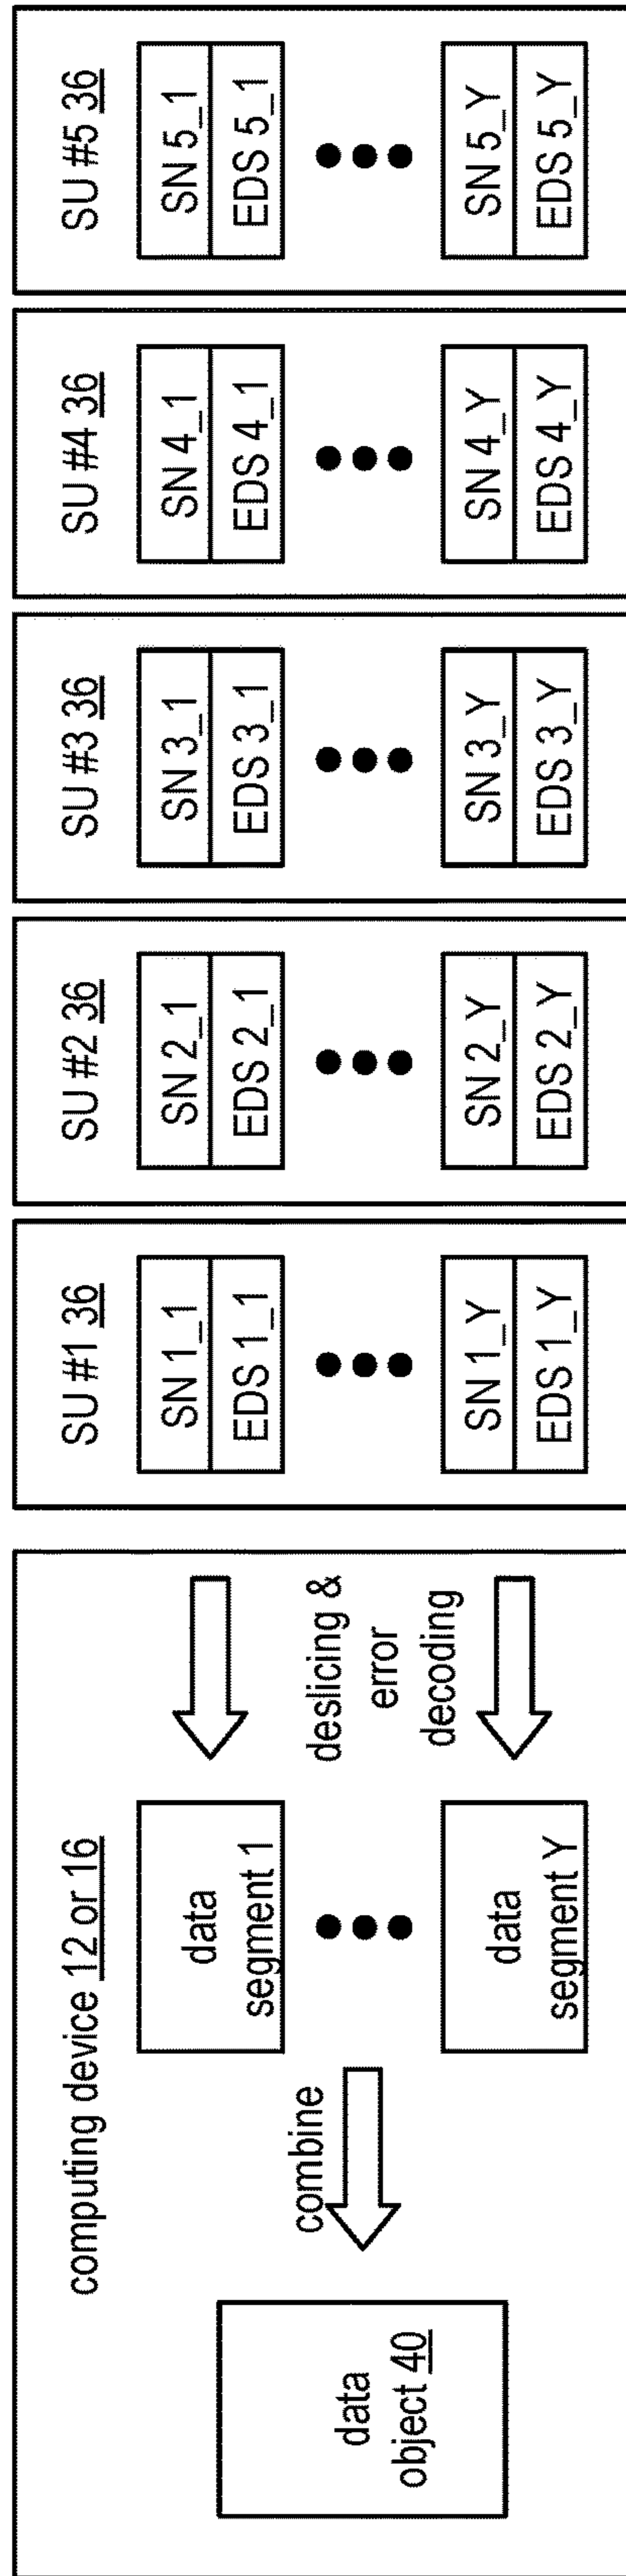 computing device 12 or 16
data
object 40
combine
data
segment 1
data
segment Y
deslicing &
error
decoding
SU #1 36
SN 1_1
EDS 1_1
SN 1_Y
EDS 1_Y
SU #2 36
SN 2_1
EDS 2_1
SN 2_Y
EDS 2_Y
SU #3 36
SN 3_1
EDS 3_1
SN 3_Y
EDS 3_Y
SU #4 36
SN 4_1
EDS 4_1
SN 4_Y
EDS 4_Y
SU #5 36
SN 5_1
EDS 5_1
SN 5_Y
EDS 5_Y